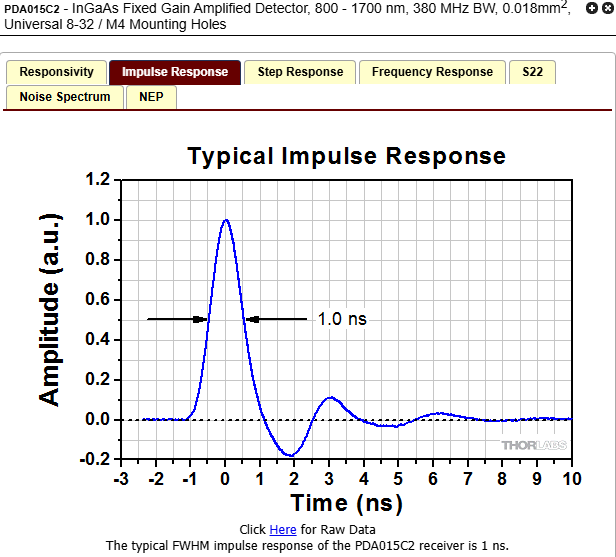 PDA015C2 - InGaAs Fixed Gain Amplified Detector, 800 - 1700 nm, 380 MHz BW, 0.018mm², 
Universal 8-32 / M4 Mounting Holes
Responsivity Impulse Response Step Response Frequency Response S22
Noise Spectrum NEP
Typical Impulse Response
1.2
1.0
0.8
0.6
0.4
0.2
0.0
-0.2
Amplitude (a.u.)
1.0 ns
THORLABS
-3 -2 -1 0 1 2 3 4 5 6 7 8 9 10
Time (ns)
Click Here for Raw Data
The typical FWHM impulse response of the PDA015C2 receiver is 1 ns.